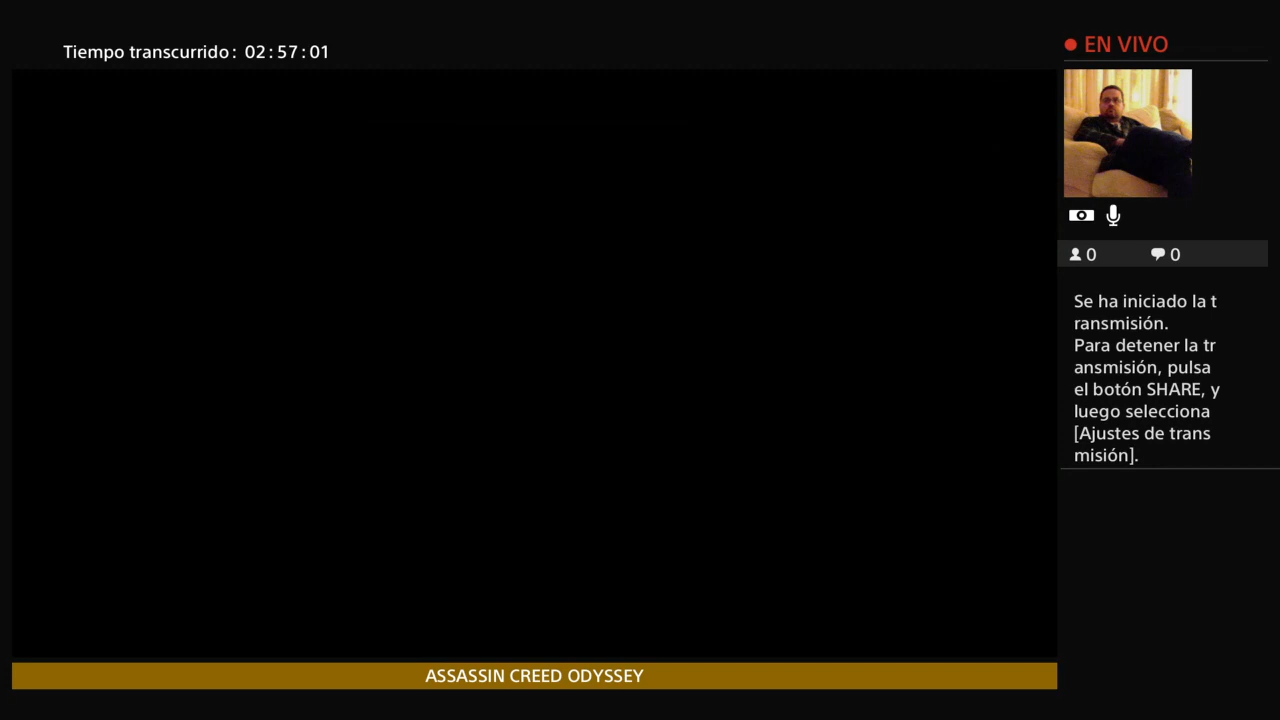 Tiempo transcurrido: 02:57:01
EN VIVO
0
0
Se ha iniciado la t
ransmisión.
Para detener la tr
ansmisión, pulsa
el botón SHARE, y
luego selecciona
[Ajustes de trans
misión].
ASSASSIN CREED ODYSSEY